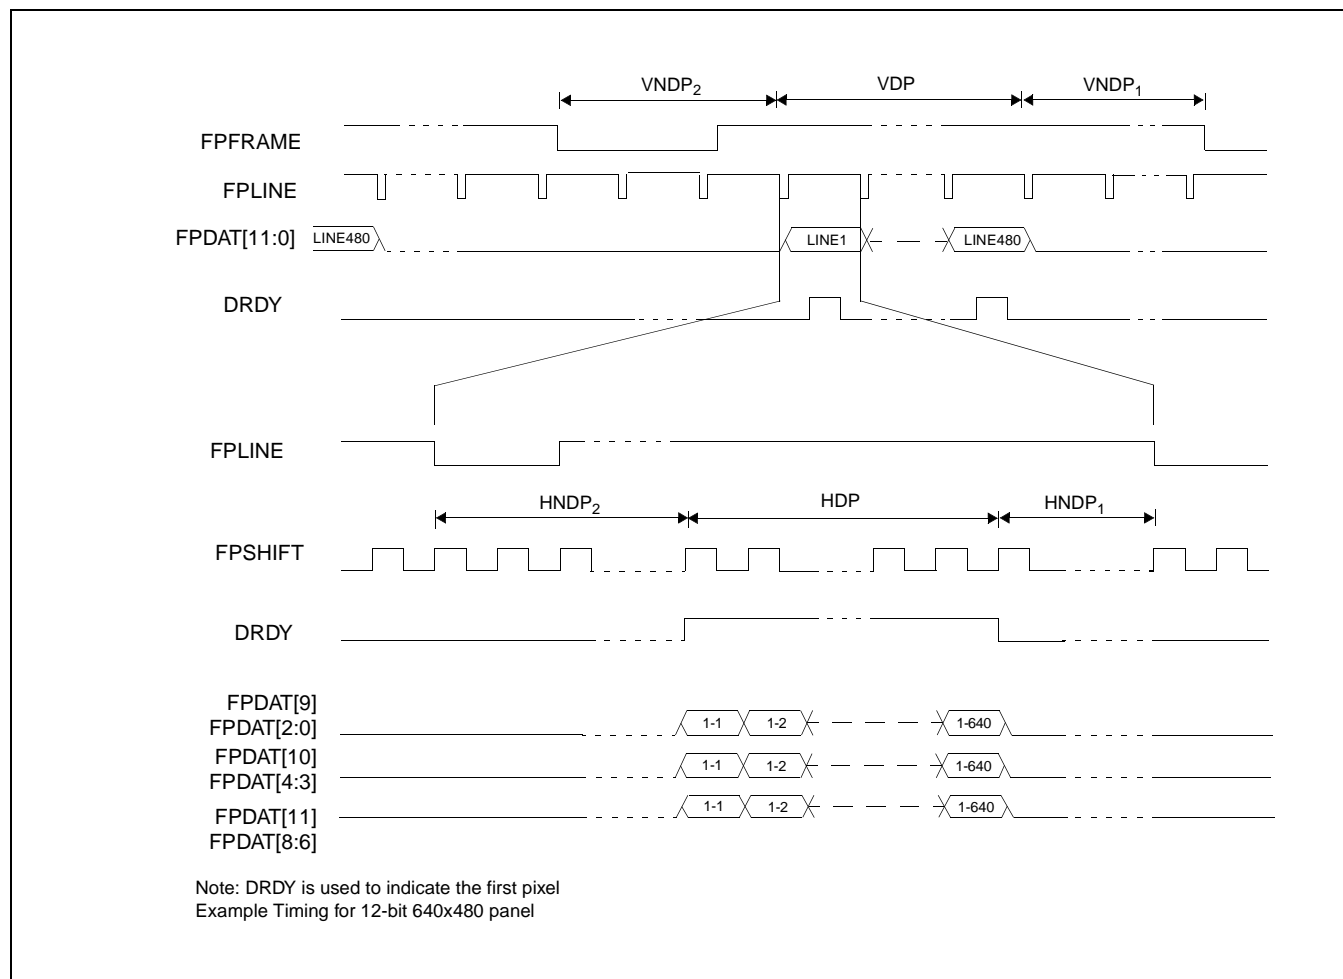 VNDP2 VDP VNDP1
FPFRAME
FPLINE
FPDAT[11:0] LINE480 LINE1 LINE480
DRDY
FPLINE
HNDP2 HDP HNDP1
FPSHIFT
DRDY
FPDAT[9]
FPDAT[2:0] 1-1 1-2 1-640
FPDAT[10]
FPDAT[4:3] 1-1 1-2 1-640
FPDAT[11] 1-1 1-2 1-640
FPDAT[8:6]
Note: DRDY is used to indicate the first pixel
Example Timing for 12-bit 640x480 panel